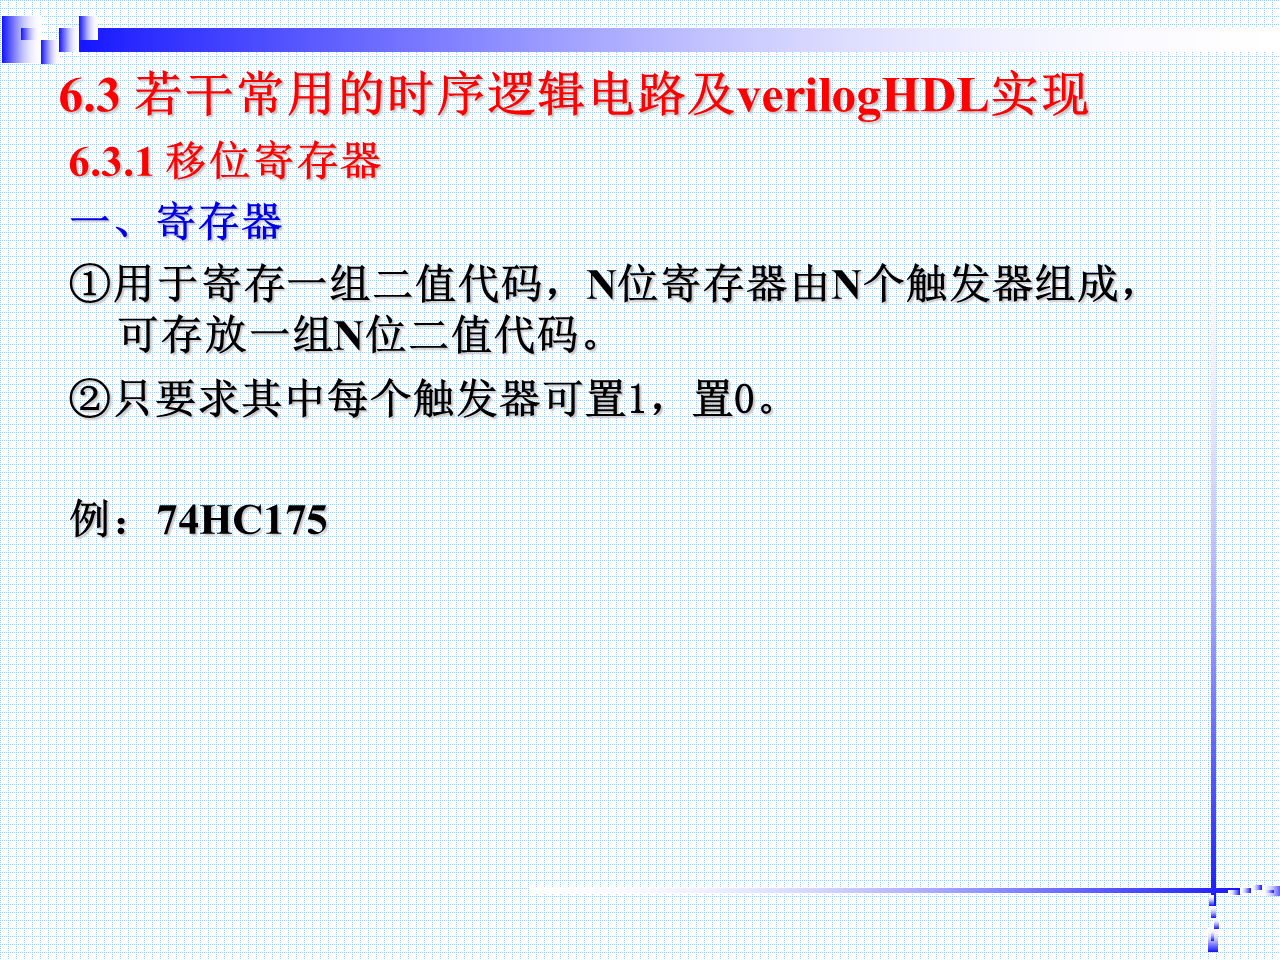 6.3 若干常用的时序逻辑电路及verilogHDL实现
6.3.1 移位寄存器
一、寄存器
①用于寄存一组二值代码，N位寄存器由N个触发器组成，
可存放一组N位二值代码。
②只要求其中每个触发器可置1，置0。
例：74HC175